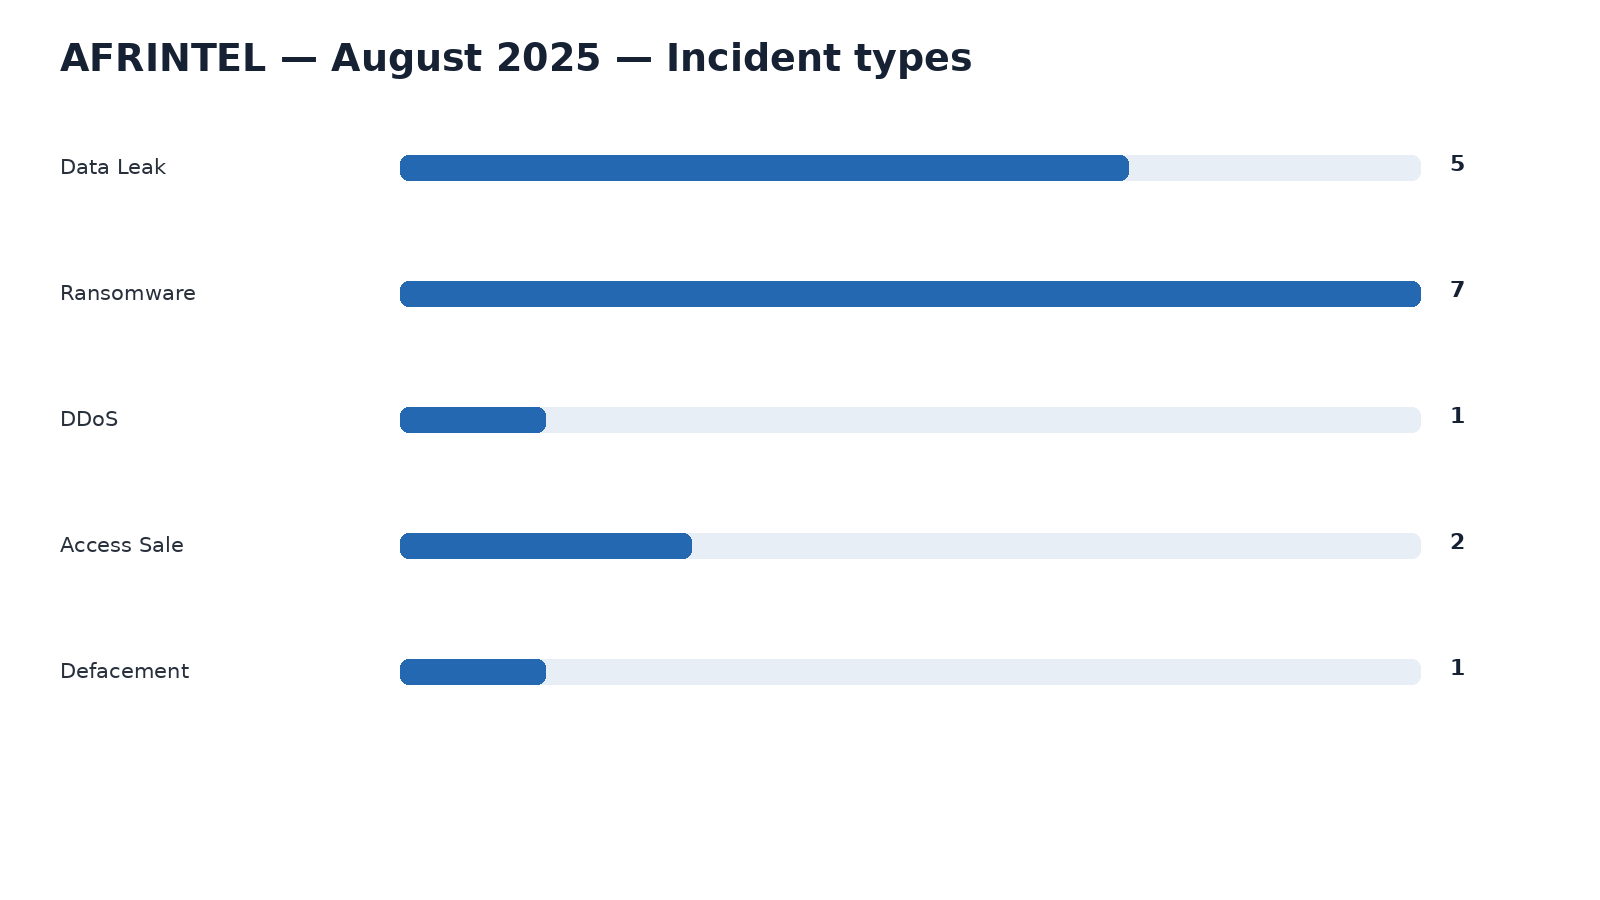 AFRINTEL — August 2025 — Incident types
Data Leak 5
Ransomware 7
DDoS 1
Access Sale 2
Defacement 1